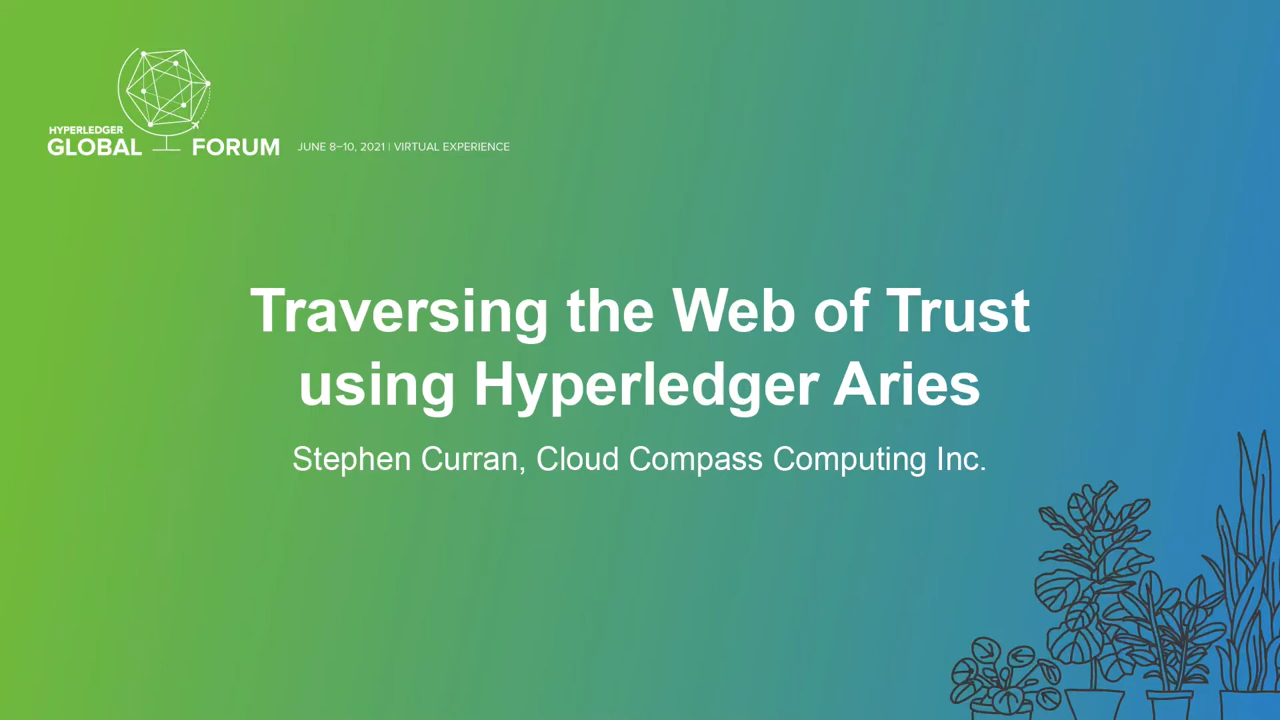 HYPERLEDGER
GLOBAL FORUM
JUNE 8–10, 2021 | VIRTUAL EXPERIENCE
Traversing the Web of Trust
using Hyperledger Aries
Stephen Curran, Cloud Compass Computing Inc.